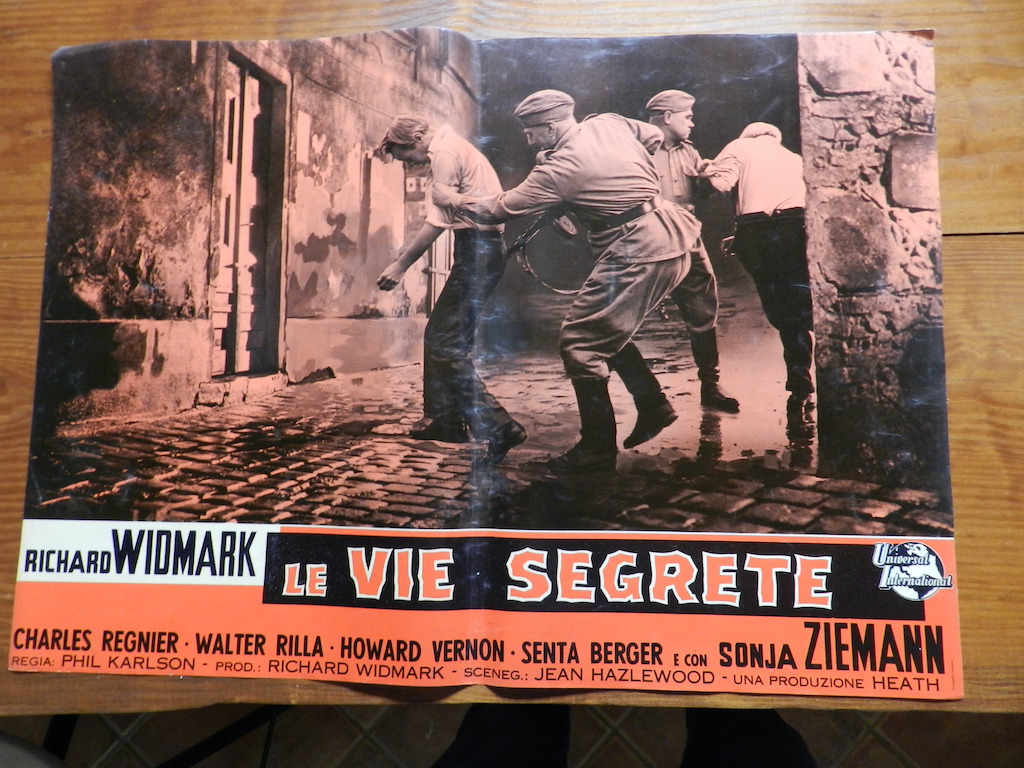 RICHARD WIDMARK
LE VIE SEGRETE
Universal
International
CHARLES REGNIER · WALTER RILLA · HOWARD VERNON · SENTA BERGER E CON SONJA ZIEMANN
REGIA: PHIL KARLSON - PROD.: RICHARD WIDMARK - SCENEG.: JEAN HAZLEWOOD - UNA PRODUZIONE HEATH